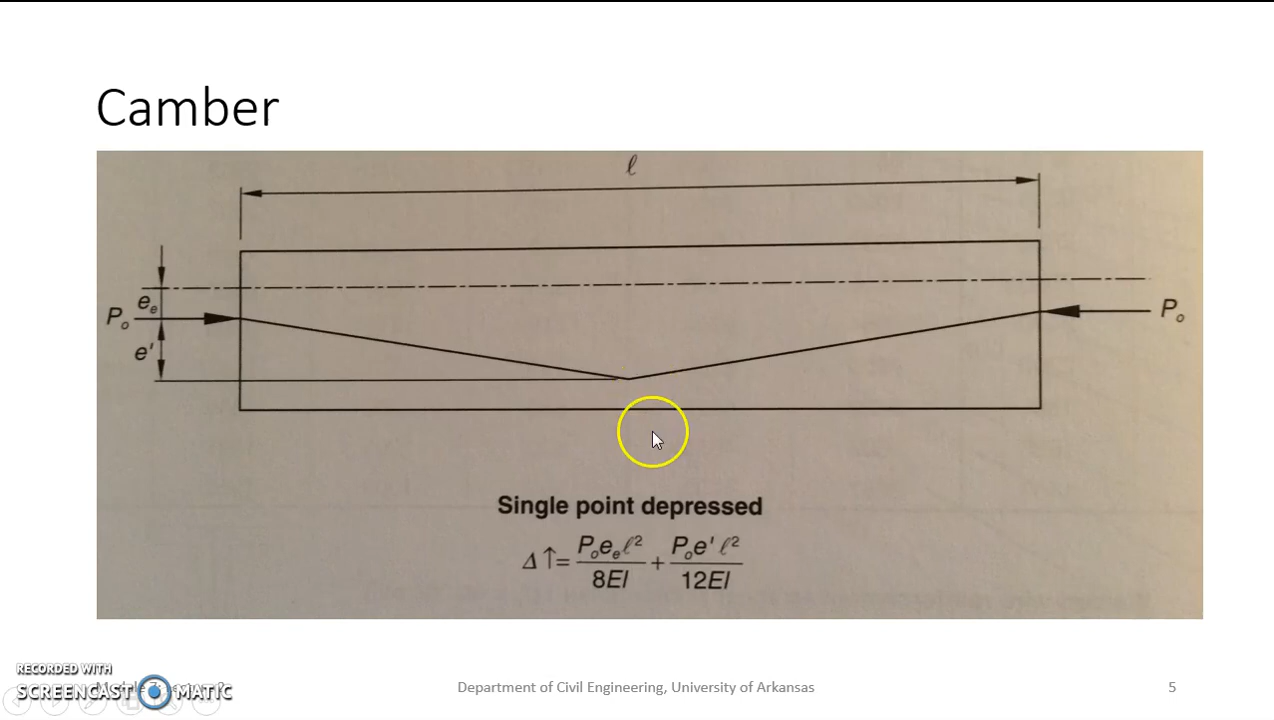 Camber
ℓ
eₑ
Pₒ
Pₒ
e'
Single point depressed
Δ↑= Pₒeₑℓ²/8EI + Pₒe'ℓ²/12EI
RECORDED WITH
SCREENCAST MATIC
Department of Civil Engineering, University of Arkansas
5